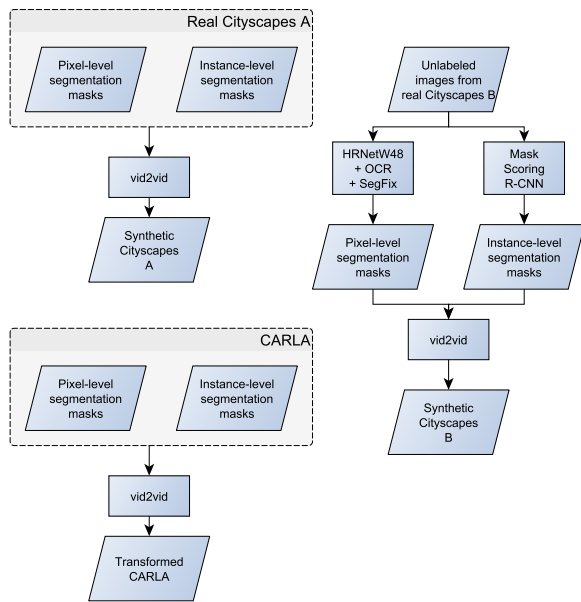 Real Cityscapes A
Pixel-level
segmentation
masks
Instance-level
segmentation
masks
vid2vid
Synthetic
Cityscapes
A
Unlabeled
images from
real Cityscapes B
HRNetW48
+ OCR
+ SegFix
Mask
Scoring
R-CNN
Pixel-level
segmentation
masks
Instance-level
segmentation
masks
vid2vid
Synthetic
Cityscapes
B
CARLA
Pixel-level
segmentation
masks
Instance-level
segmentation
masks
vid2vid
Transformed
CARLA